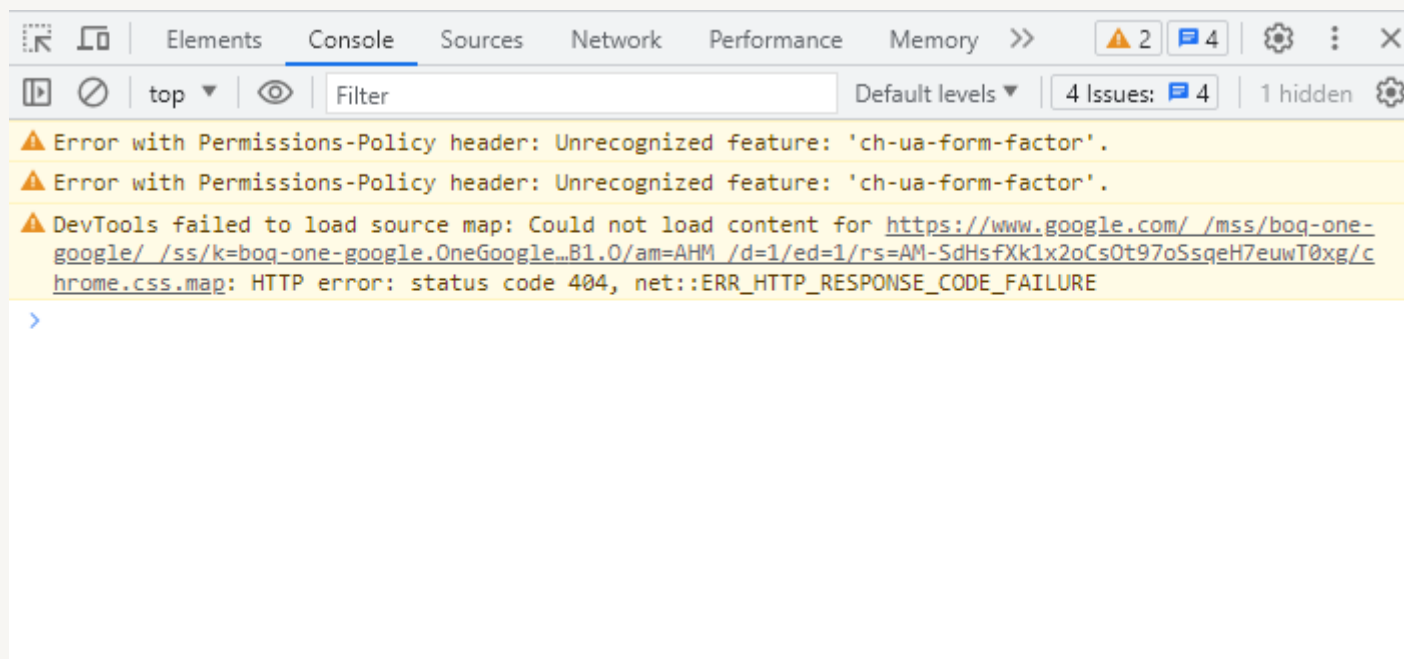 Elements Console Sources Network Performance Memory 2 4
top Filter Default levels 4 Issues: 4 1 hidden
Error with Permissions-Policy header: Unrecognized feature: 'ch-ua-form-factor'.
Error with Permissions-Policy header: Unrecognized feature: 'ch-ua-form-factor'.
DevTools failed to load source map: Could not load content for https://www.google.com/_/mss/boq-one-
google/_/ss/k=boq-one-google.OneGoogle…B1.O/am=AHM_/d=1/ed=1/rs=AM-SdHsfXk1x2oCsOt97oSsqeH7euwT0xg/c
hrome.css.map: HTTP error: status code 404, net::ERR_HTTP_RESPONSE_CODE_FAILURE